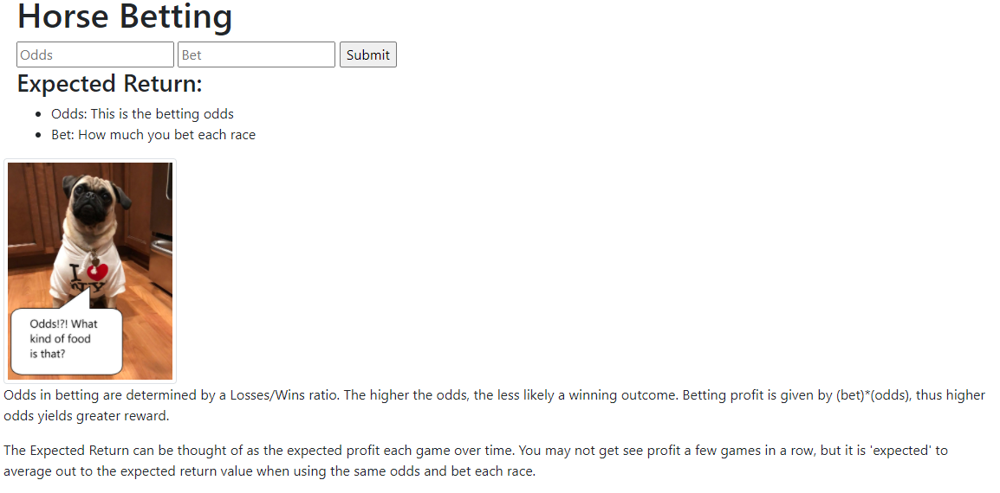 Horse Betting
Odds Bet Submit
Expected Return:
Odds: This is the betting odds
Bet: How much you bet each race
I
NY
Odds!?! What
kind of food
is that?
Odds in betting are determined by a Losses/Wins ratio. The higher the odds, the less likely a winning outcome. Betting profit is given by (bet)*(odds), thus higher
odds yields greater reward.
The Expected Return can be thought of as the expected profit each game over time. You may not get see profit a few games in a row, but it is 'expected' to
average out to the expected return value when using the same odds and bet each race.